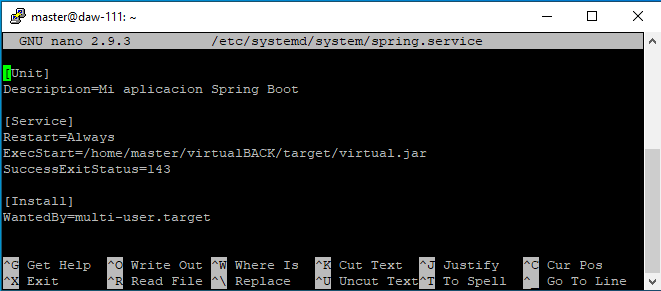 master@daw-111: ~
GNU nano 2.9.3 /etc/systemd/system/spring.service
[Unit]
Description=Mi aplicacion Spring Boot
[Service]
Restart=Always
ExecStart=/home/master/virtualBACK/target/virtual.jar
SuccessExitStatus=143
[Install]
WantedBy=multi-user.target
^G Get Help ^O Write Out ^W Where Is ^K Cut Text ^J Justify ^C Cur Pos
^X Exit ^R Read File ^\ Replace ^U Uncut Text ^T To Spell ^_ Go To Line